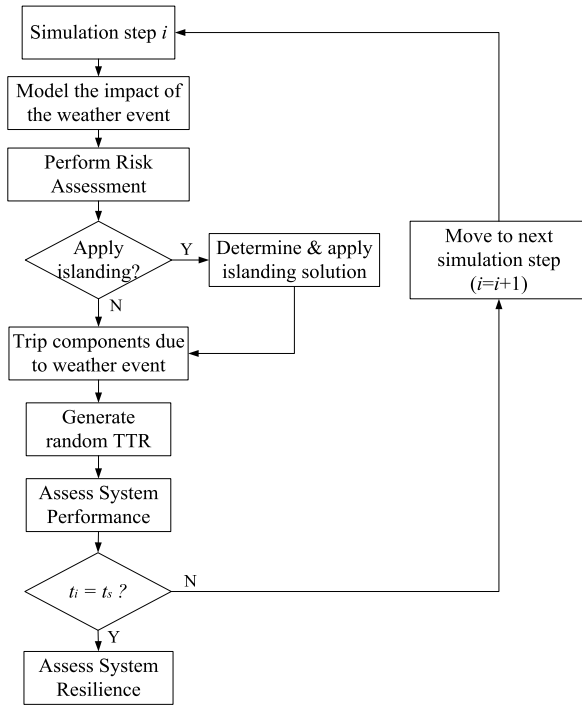 Simulation step i
Model the impact of
the weather event
Perform Risk
Assessment
Apply
islanding?
Y
Determine & apply
islanding solution
N
Trip components due
to weather event
Generate
random TTR
Assess System
Performance
ti = ts ?
N
Y
Assess System
Resilience
Move to next
simulation step
(i=i+1)